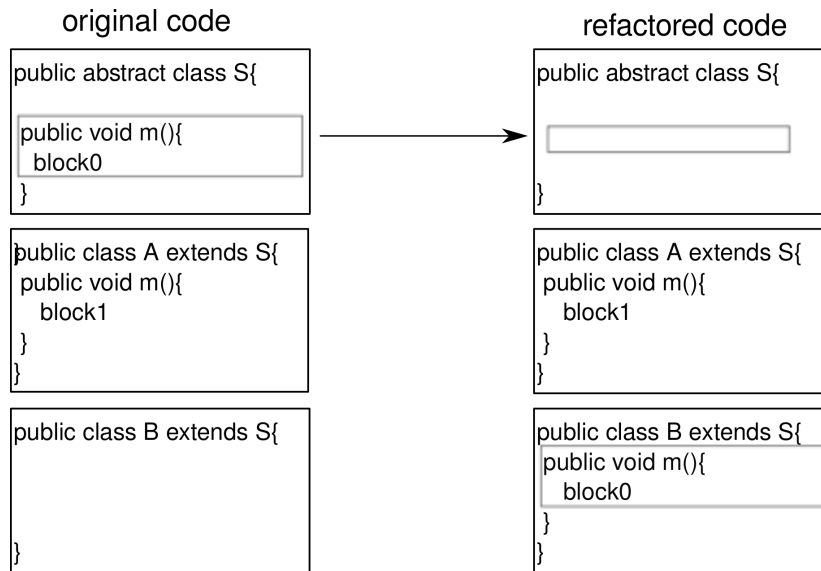 original code
public abstract class S{
public void m(){
block0
}
public class A extends S{
public void m(){
block1
}
}
public class B extends S{
}
refactored code
public abstract class S{
}
public class A extends S{
public void m(){
block1
}
}
public class B extends S{
public void m(){
block0
}
}